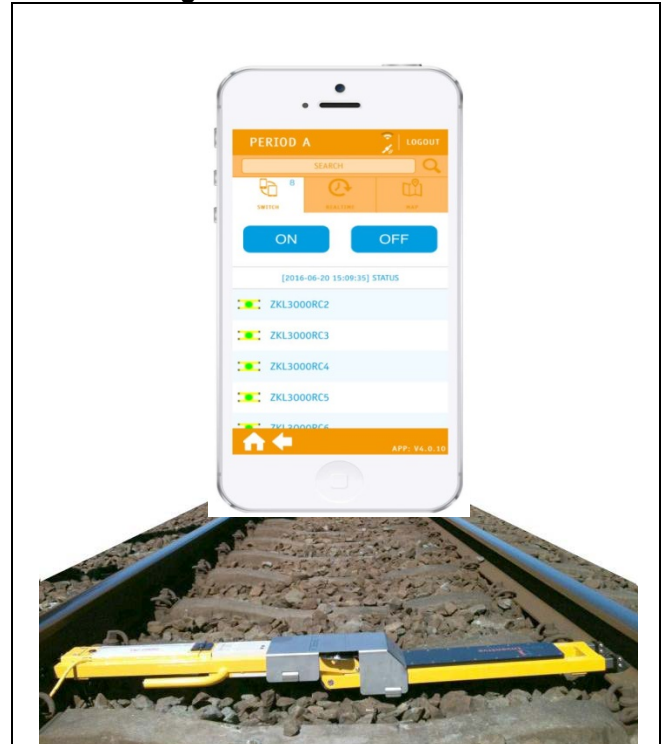 PERIOD A
LOGOUT
SEARCH
8
SWITCH
REALTIME
MAP
ON
OFF
[2016-06-20 15:09:35] STATUS
ZKL3000RC2
ZKL3000RC3
ZKL3000RC4
ZKL3000RC5
ZKL3000RC6
APP: V4.0.10